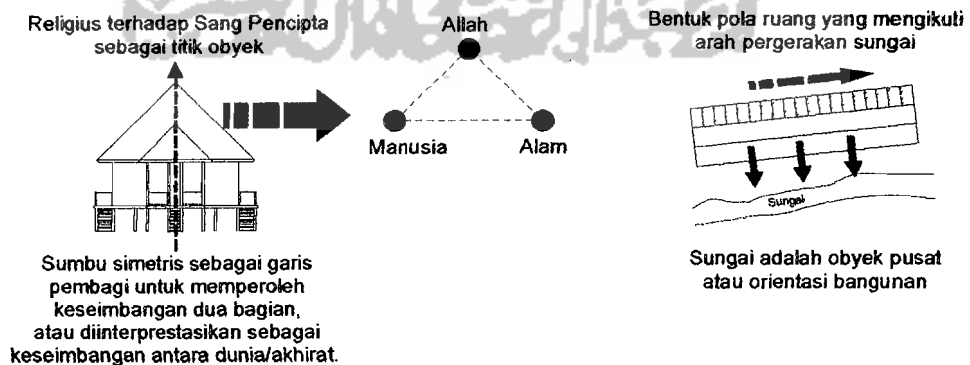 Religius terhadap Sang Pencipta
sebagai titik obyek
Sumbu simetris sebagai garis
pembagi untuk memperoleh
keseimbangan dua bagian,
atau diinterprestasikan sebagai
keseimbangan antara dunia/akhirat.
Allah
Manusia
Alam
Bentuk pola ruang yang mengikuti
arah pergerakan sungai
Sungai
Sungai adalah obyek pusat
atau orientasi bangunan